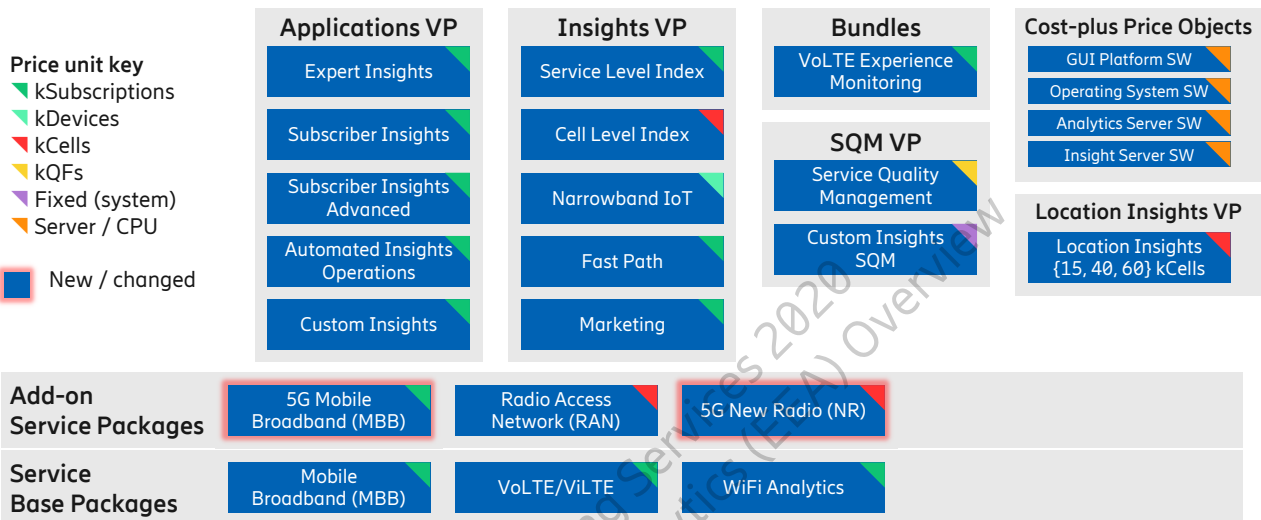 Price unit key
kSubscriptions
kDevices
kCells
kQFs
Fixed (system)
Server / CPU
New / changed
Applications VP
Expert Insights
Subscriber Insights
Subscriber Insights
Advanced
Automated Insights
Operations
Custom Insights
Insights VP
Service Level Index
Cell Level Index
Narrowband IoT
Fast Path
Marketing
Bundles
VoLTE Experience
Monitoring
SQM VP
Service Quality
Management
Custom Insights
SQM
Cost-plus Price Objects
GUI Platform SW
Operating System SW
Analytics Server SW
Insight Server SW
Location Insights VP
Location Insights
{15, 40, 60} kCells
Add-on
Service Packages
5G Mobile
Broadband (MBB)
Radio Access
Network (RAN)
5G New Radio (NR)
Service
Base Packages
Mobile
Broadband (MBB)
VoLTE/ViLTE
WiFi Analytics
Services 2020
(EEA) Overview